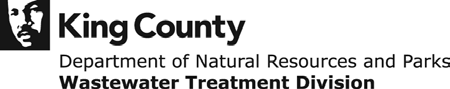 King County
Department of Natural Resources and Parks
Wastewater Treatment Division